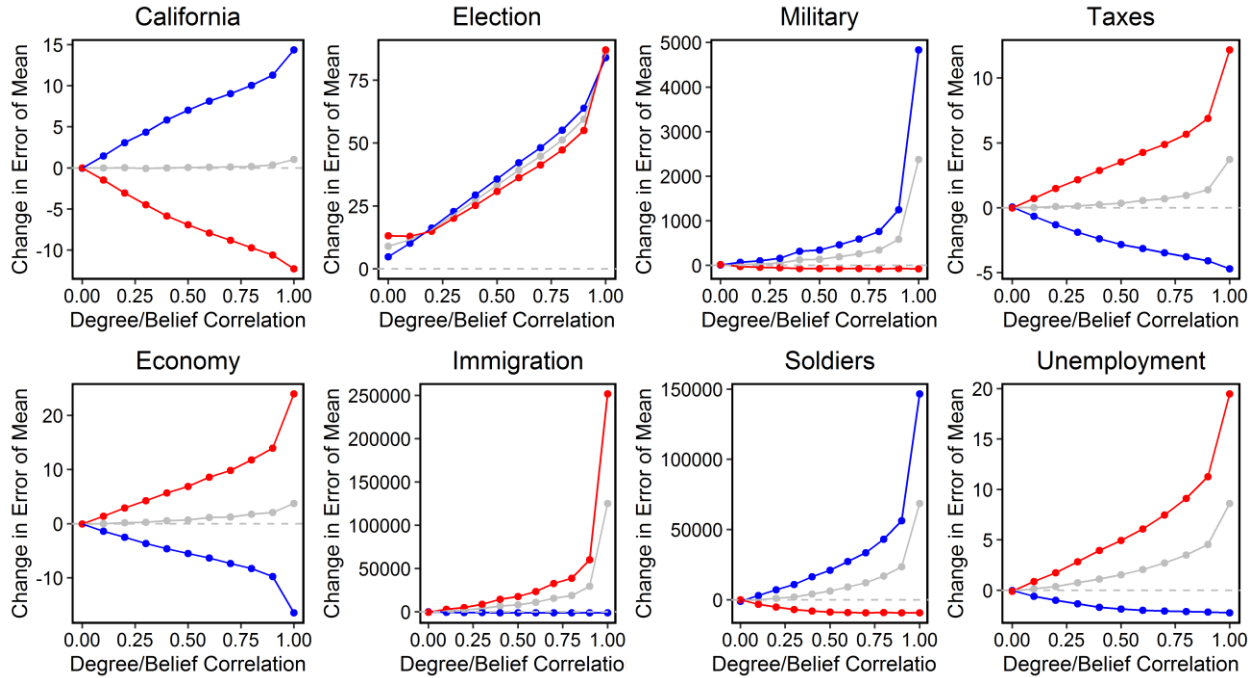 California
Election
Military
Taxes
Change in Error of Mean
15
10
5
0
-5
-10
0.00 0.25 0.50 0.75 1.00
Degree/Belief Correlation
Change in Error of Mean
75
50
25
0
0.00 0.25 0.50 0.75 1.00
Degree/Belief Correlation
Change in Error of Mean
5000
4000
3000
2000
1000
0
0.00 0.25 0.50 0.75 1.00
Degree/Belief Correlation
Change in Error of Mean
10
5
0
-5
0.00 0.25 0.50 0.75 1.00
Degree/Belief Correlation
Economy
Immigration
Soldiers
Unemployment
Change in Error of Mean
20
10
0
-10
0.00 0.25 0.50 0.75 1.00
Degree/Belief Correlation
Change in Error of Mean
250000
200000
150000
100000
50000
0
0.00 0.25 0.50 0.75 1.00
Degree/Belief Correlatio
Change in Error of Mean
150000
100000
50000
0
0.00 0.25 0.50 0.75 1.00
Degree/Belief Correlatio
Change in Error of Mean
20
15
10
5
0
0.00 0.25 0.50 0.75 1.00
Degree/Belief Correlation